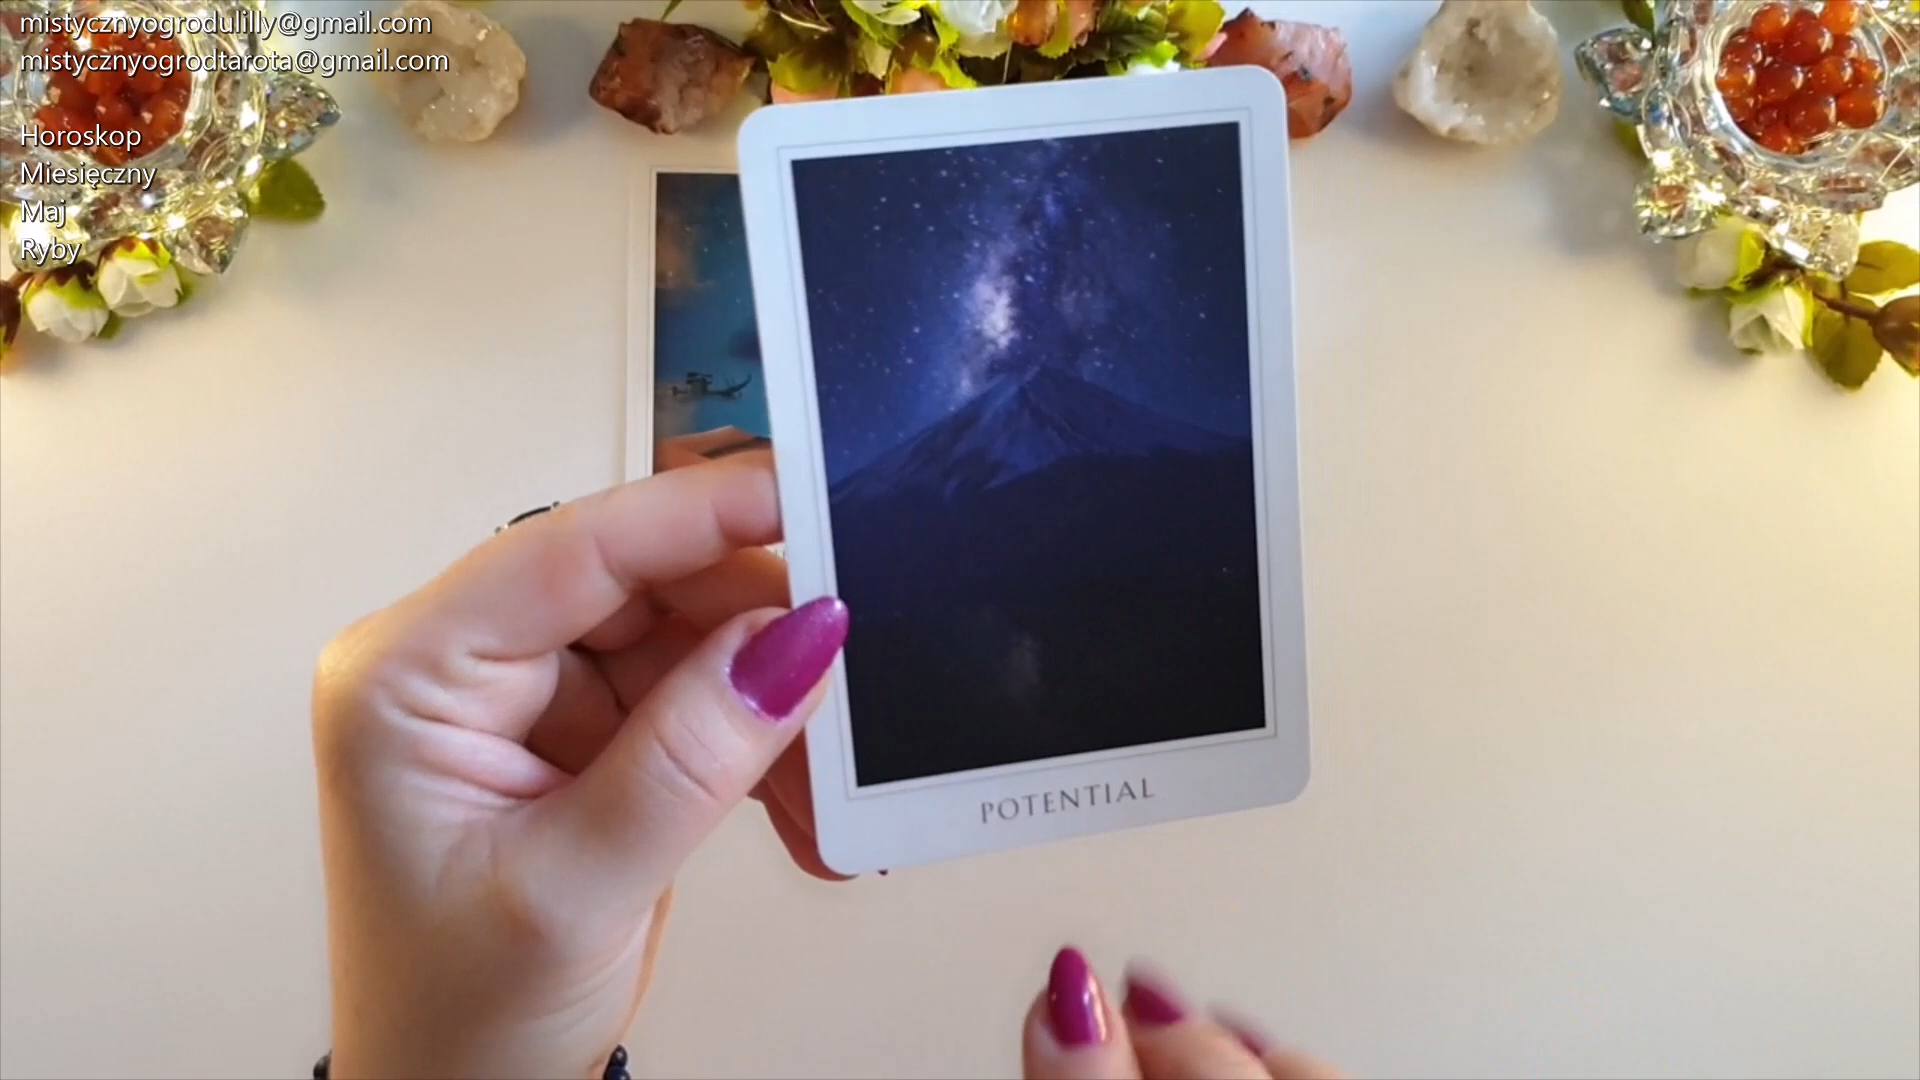 mistycznyogrodulilly@gmail.com
mistycznyogrodtarota@gmail.com
Horoskop
Miesięczny
Maj
Ryby
POTENTIAL